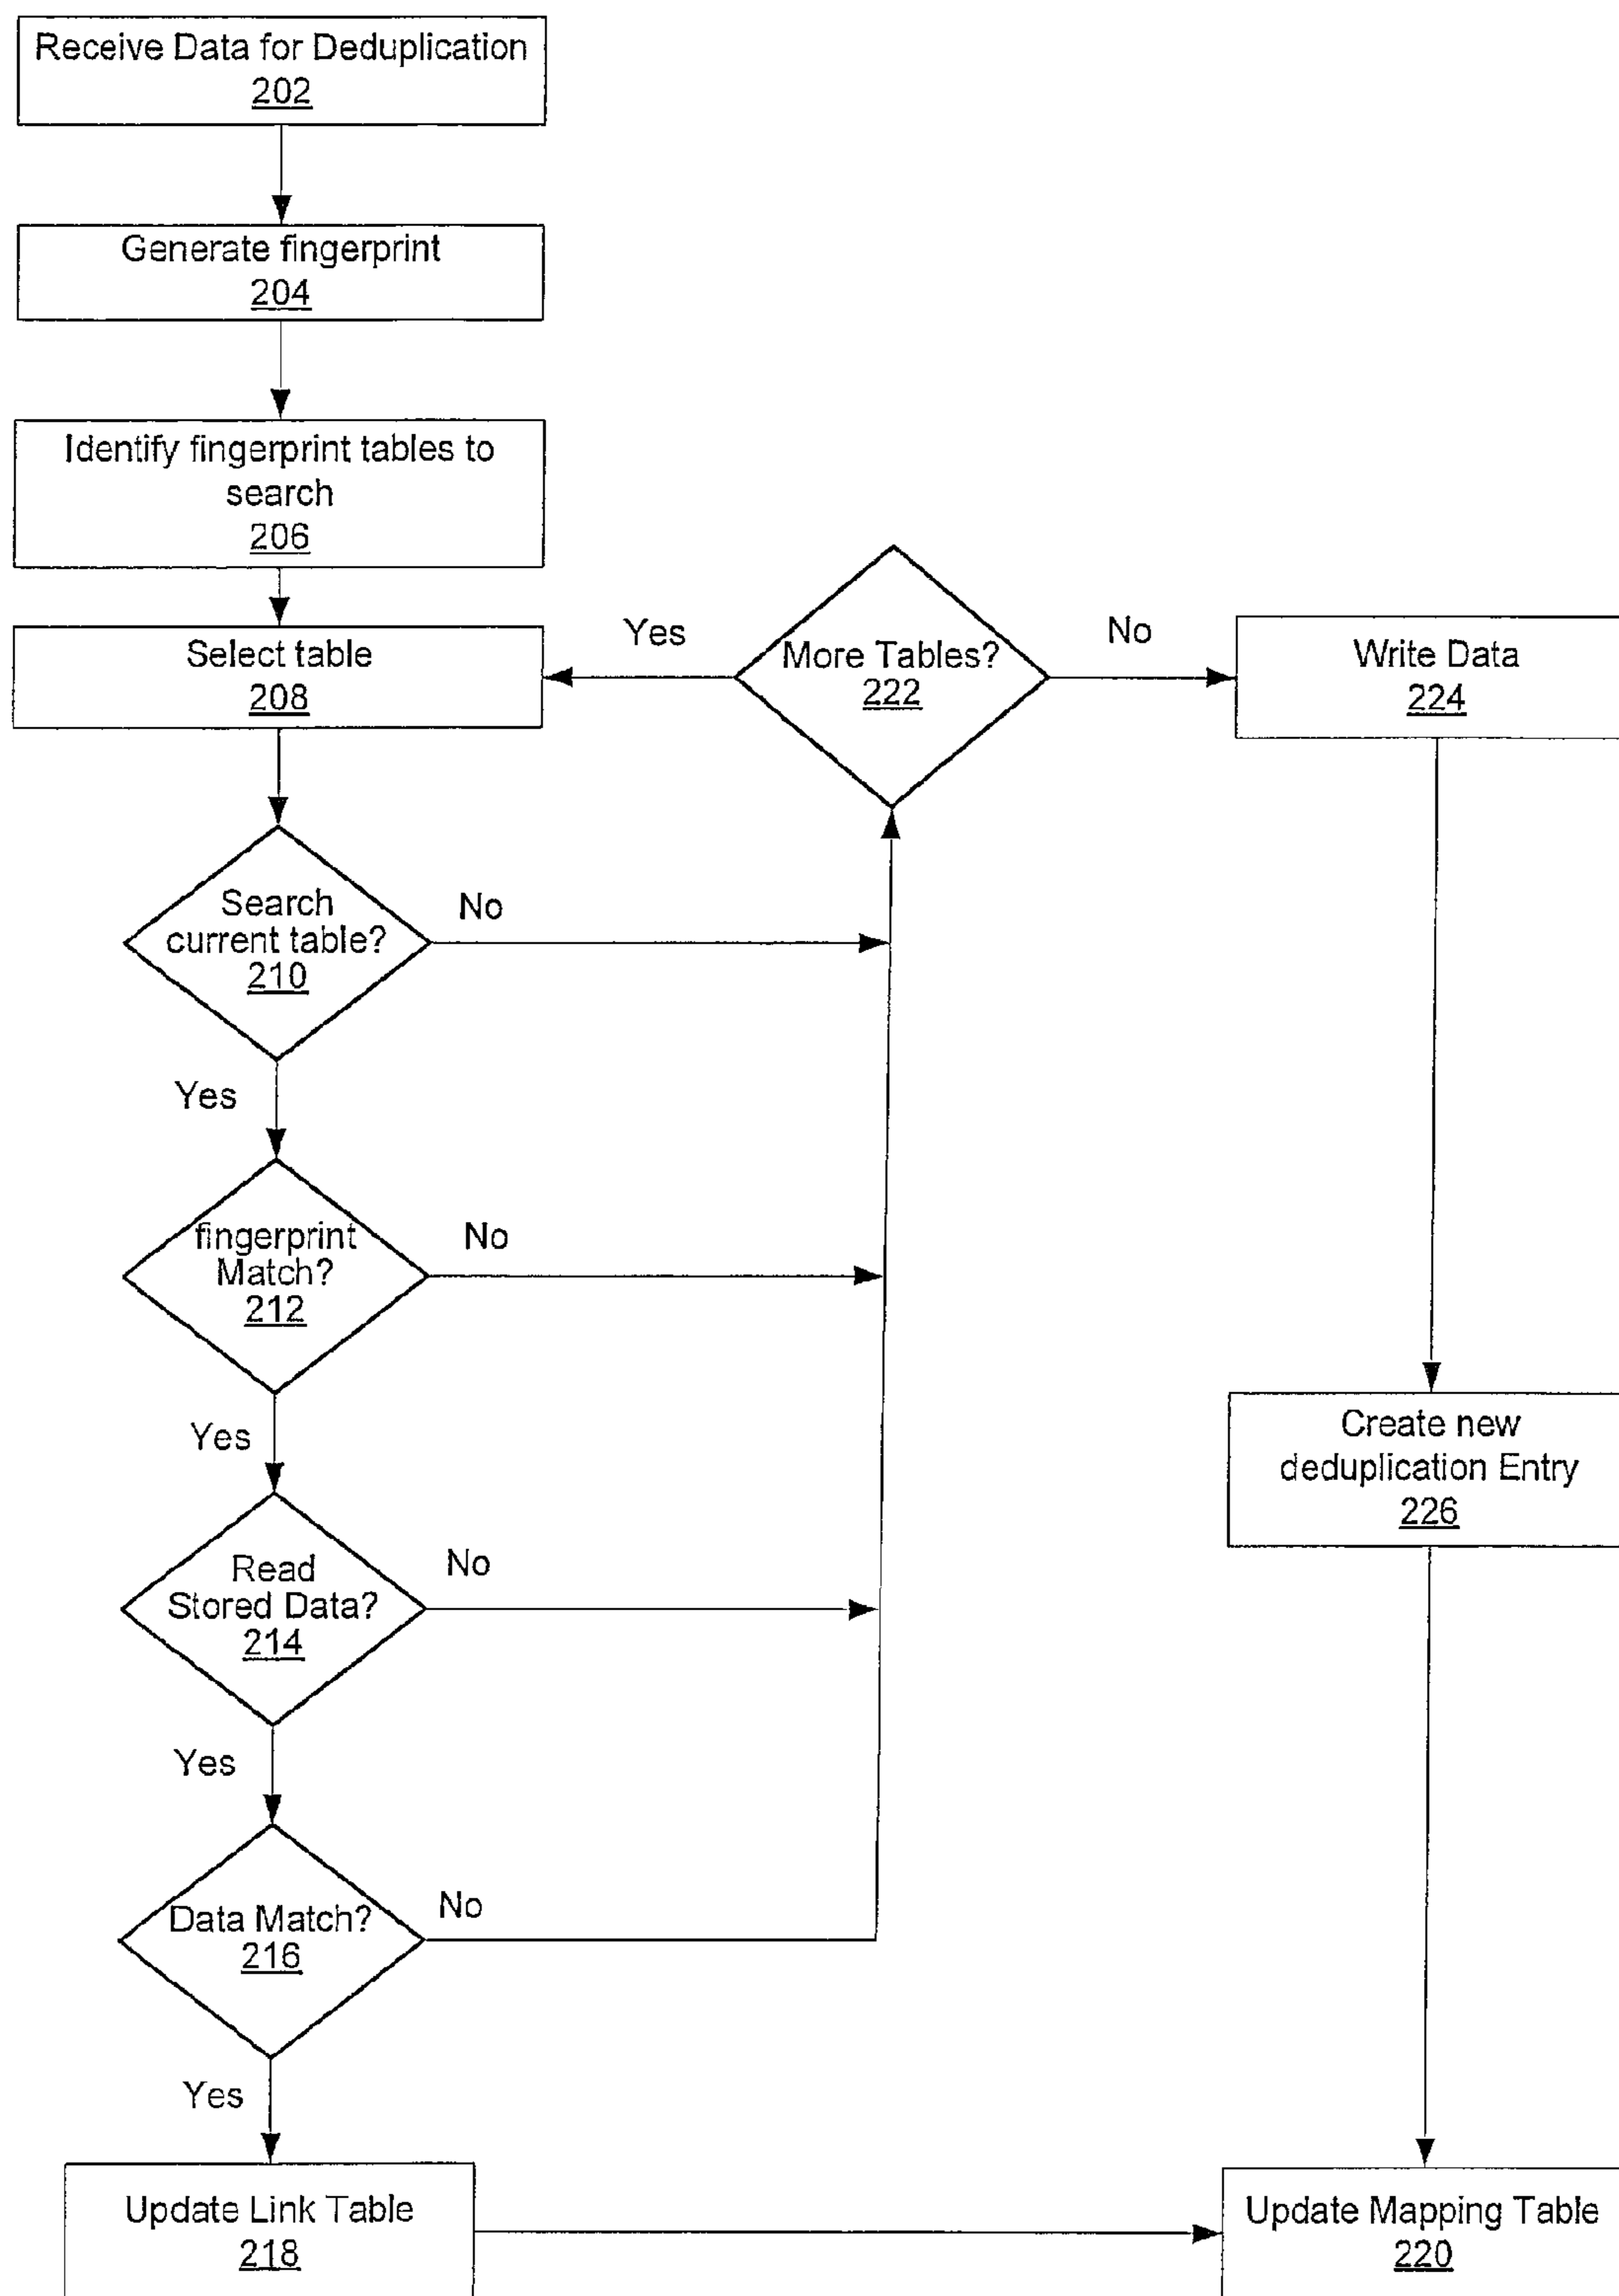 Receive Data for Deduplication
202
Generate fingerprint
204
Identify fingerprint tables to
search
206
Select table
208
Yes
More Tables?
222
No
Write Data
224
Search
current table?
210
No
Yes
fingerprint
Match?
212
No
Yes
Create new
deduplication Entry
226
Read
Stored Data?
214
No
Yes
Data Match?
216
No
Yes
Update Link Table
218
Update Mapping Table
220